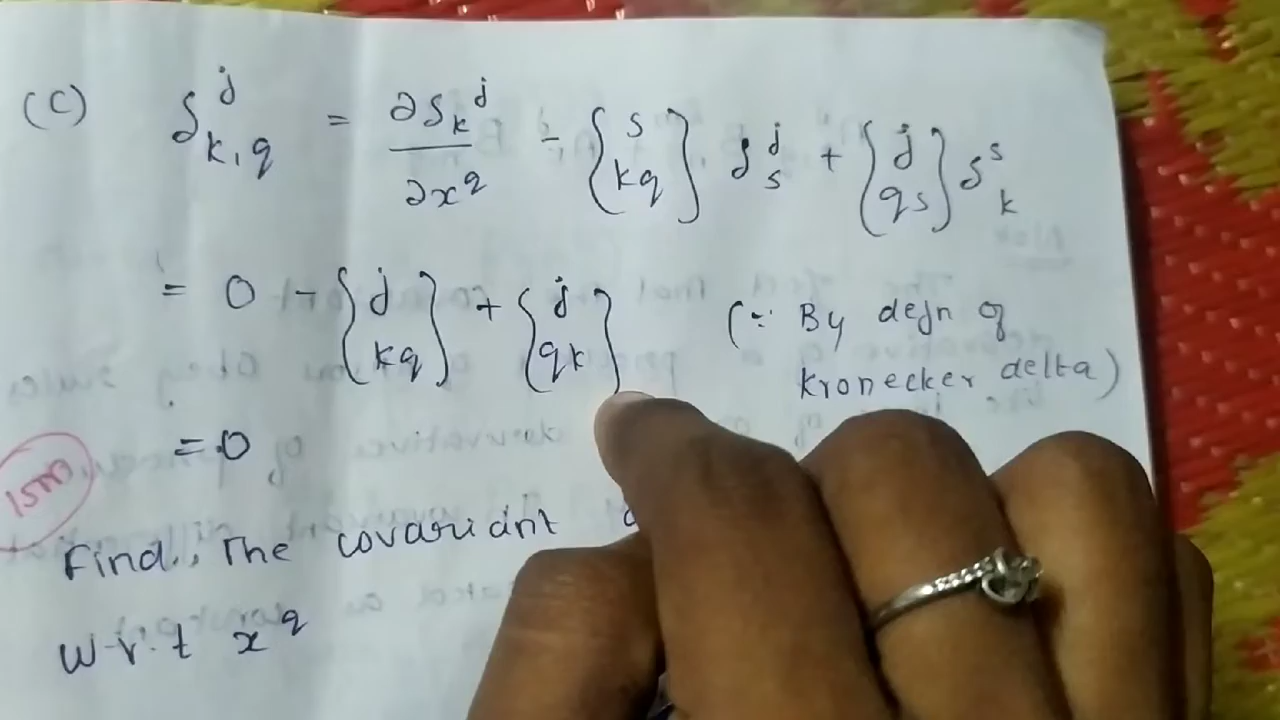 (C) δ^j_{k,q} = ∂δ_k^j / ∂x^q - {s kq} δ^j_s + {j qs} δ^s_k
= 0 - {j kq} + {j qk} (∵ By defn of
kronecker delta)
= 0
15m
Find.. The covariant
w.r.t x^q